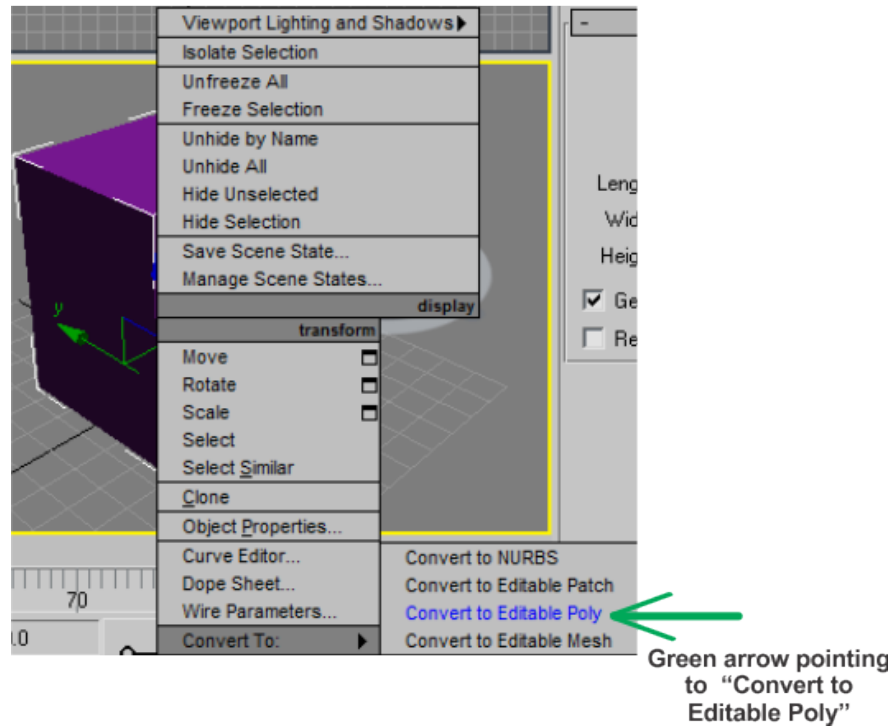 Viewport Lighting and Shadows
Isolate Selection
Unfreeze All
Freeze Selection
Unhide by Name
Unhide All
Hide Unselected
Hide Selection
Save Scene State...
Manage Scene States...
display
transform
Move
Rotate
Scale
Select
Select Similar
Clone
Object Properties...
Curve Editor...
Dope Sheet...
Wire Parameters...
Convert To:
Convert to NURBS
Convert to Editable Patch
Convert to Editable Poly
Convert to Editable Mesh
y
70
.0
-
Leng
Wid
Heig
Ge
Re
Green arrow pointing
to “Convert to
Editable Poly”